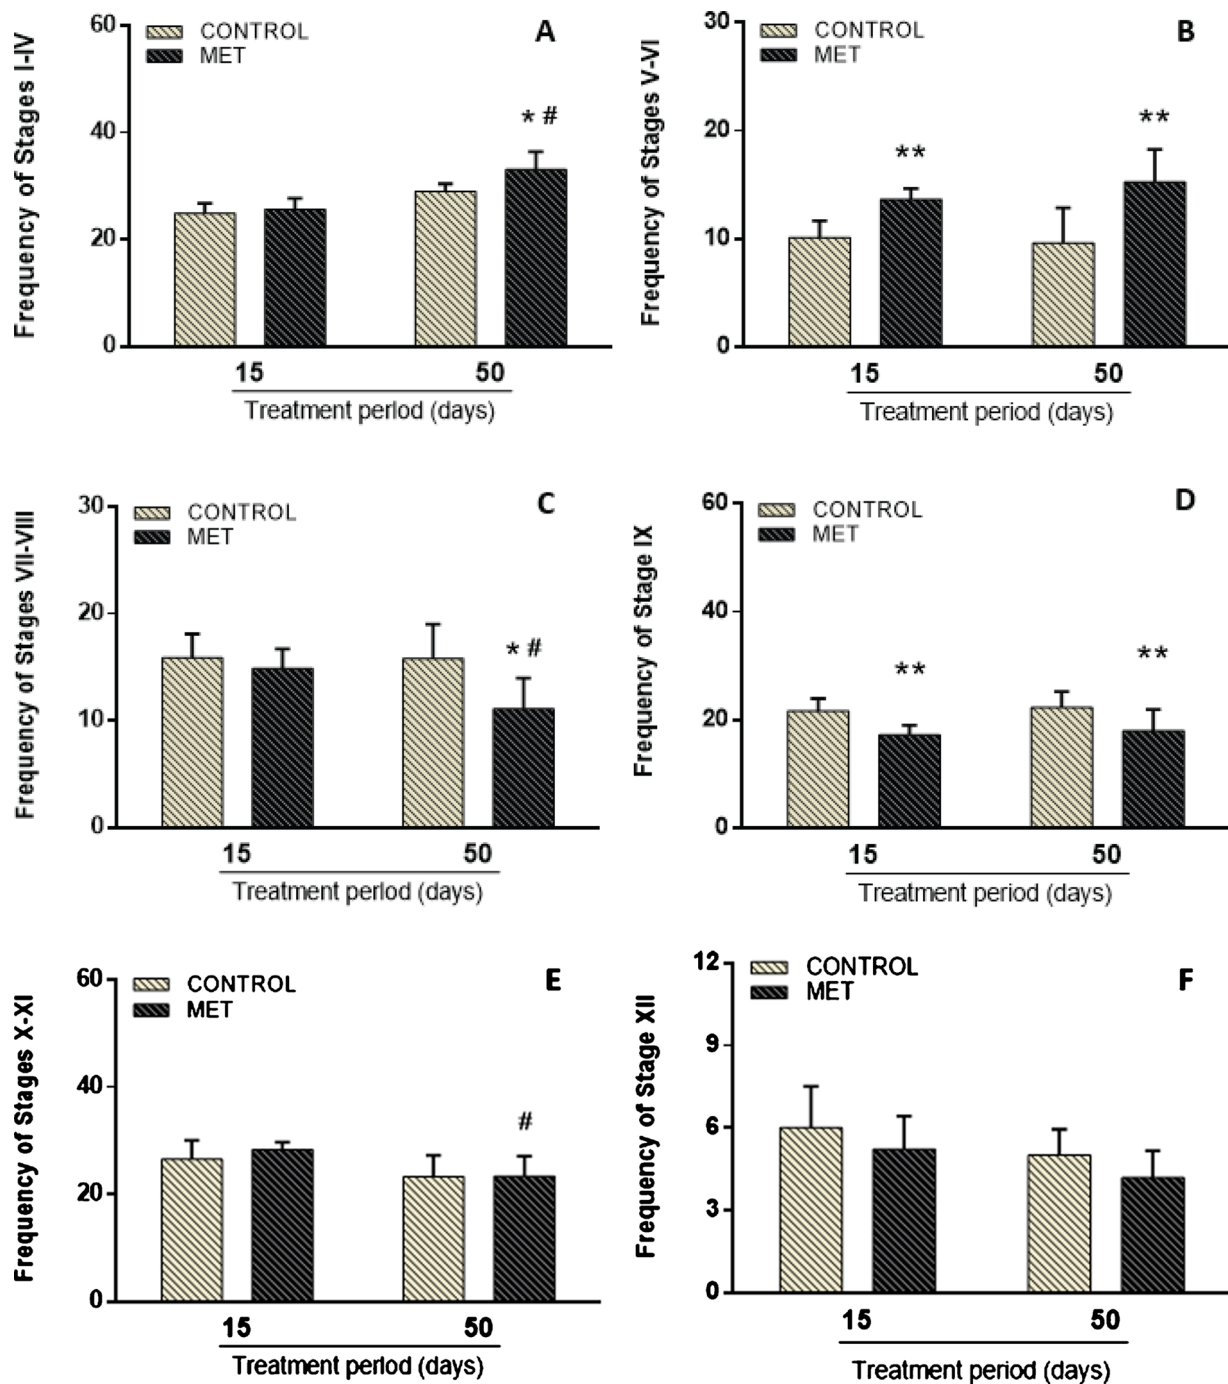 Frequency of Stages I-IV
60
40
20
0
CONTROL
MET
A
* #
15 50
Treatment period (days)
Frequency of Stages V-VI
30
20
10
0
CONTROL
MET
B
**
**
15 50
Treatment period (days)
Frequency of Stages VII-VIII
30
20
10
0
CONTROL
MET
C
* #
15 50
Treatment period (days)
Frequency of Stage IX
60
40
20
0
CONTROL
MET
D
**
**
15 50
Treatment period (days)
Frequency of Stages X-XI
60
40
20
0
CONTROL
MET
E
#
15 50
Treatment period (days)
Frequency of Stage XII
12
9
6
3
0
CONTROL
MET
F
15 50
Treatment period (days)